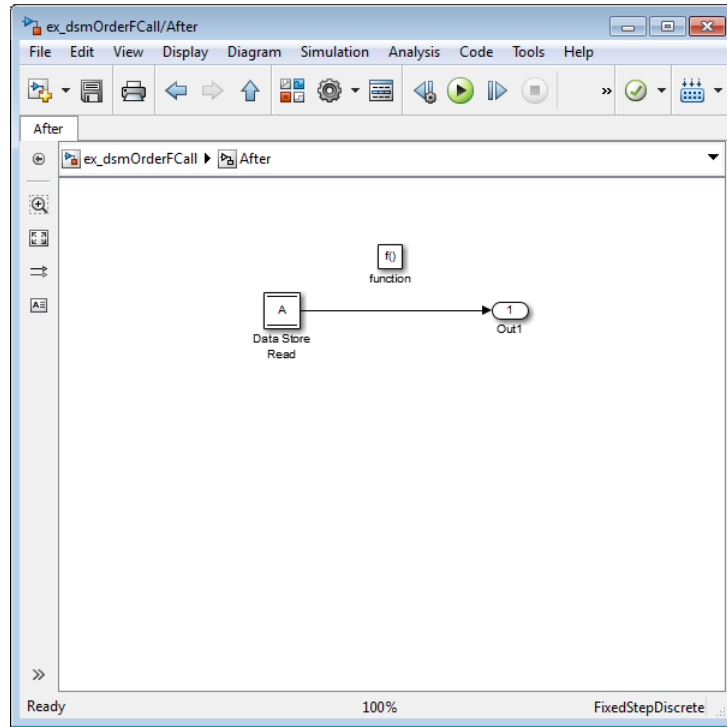 ex_dsmOrderFCall/After
File Edit View Display Diagram Simulation Analysis Code Tools Help
After
ex_dsmOrderFCall After
f()
function
A
1
Data Store
Read
Out1
Ready 100% FixedStepDiscrete